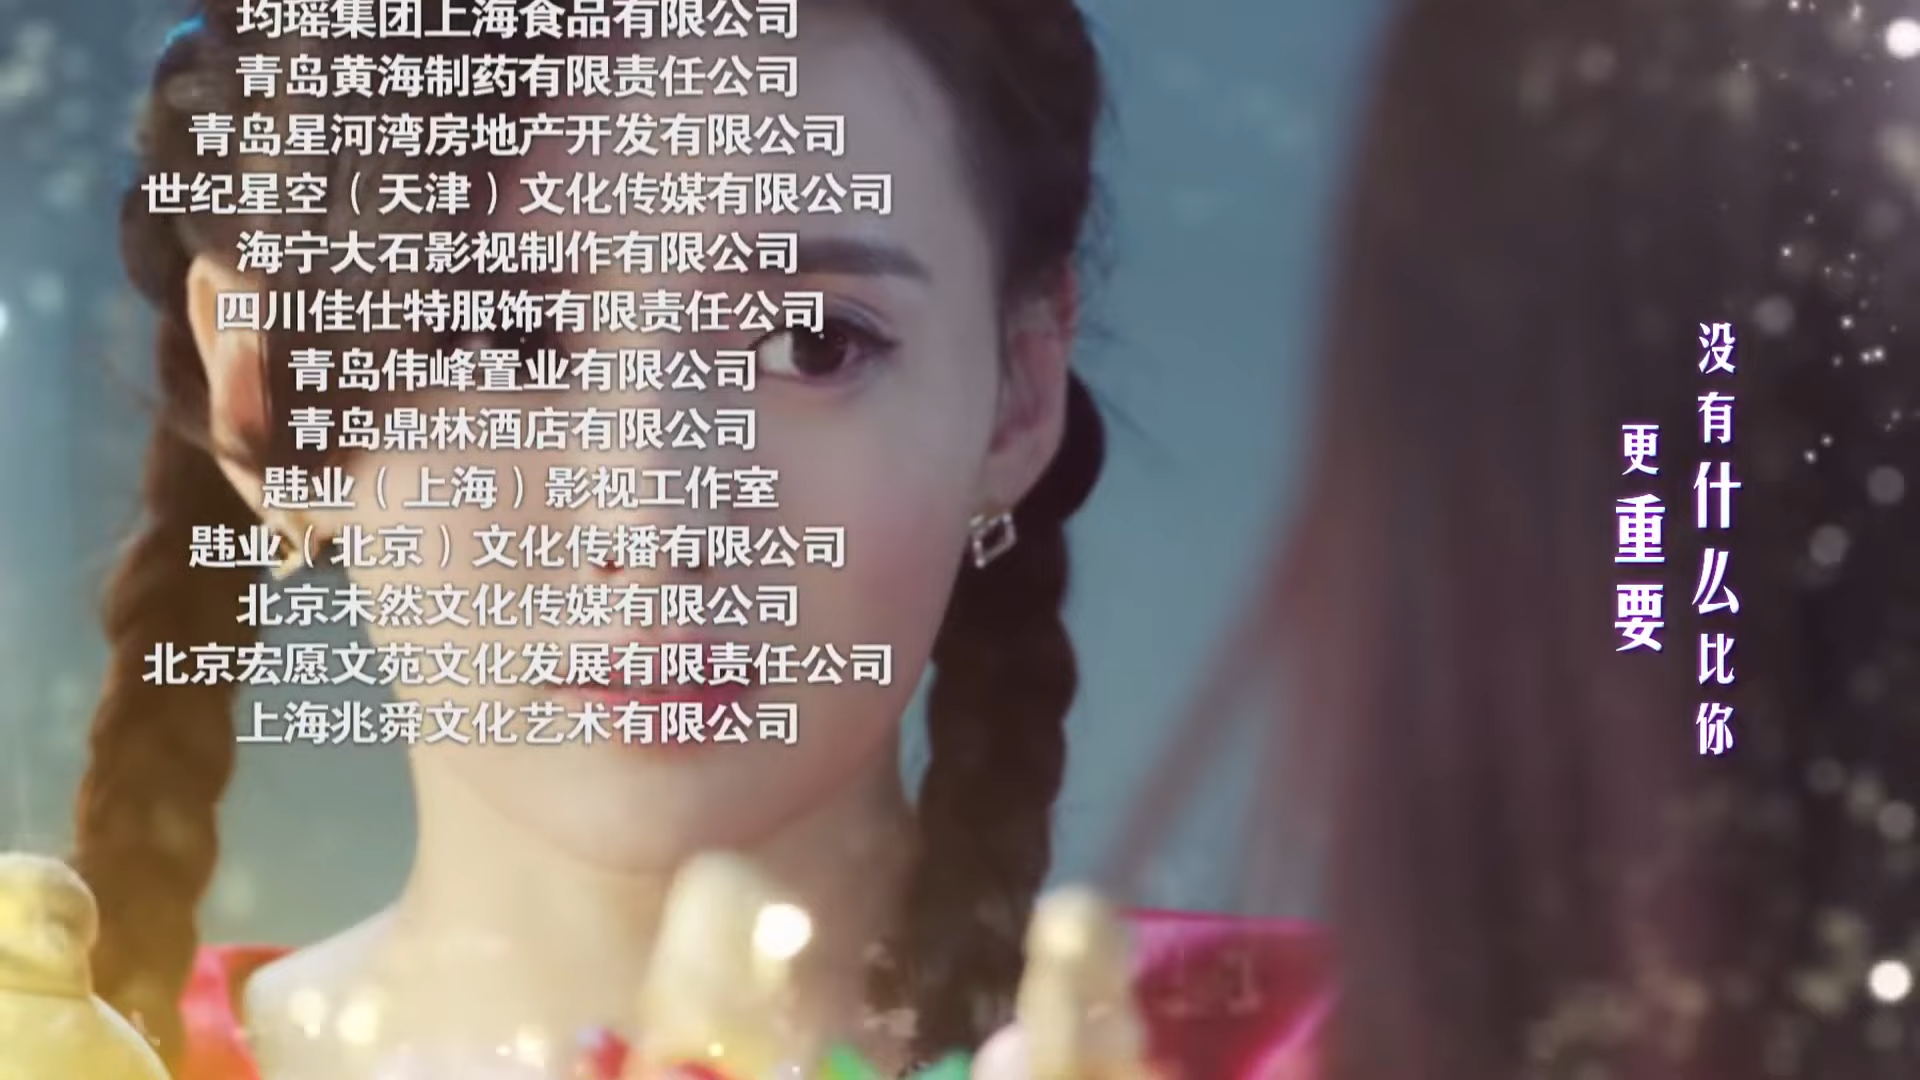 均瑶集团上海食品有限公司
青岛黄海制药有限责任公司
青岛星河湾房地产开发有限公司
世纪星空（天津）文化传媒有限公司
海宁大石影视制作有限公司
四川佳仕特服饰有限责任公司
青岛伟峰置业有限公司
青岛鼎林酒店有限公司
韪业（上海）影视工作室
韪业（北京）文化传播有限公司
北京未然文化传媒有限公司
北京宏愿文苑文化发展有限责任公司
上海兆舜文化艺术有限公司
没有什么比你
更重要